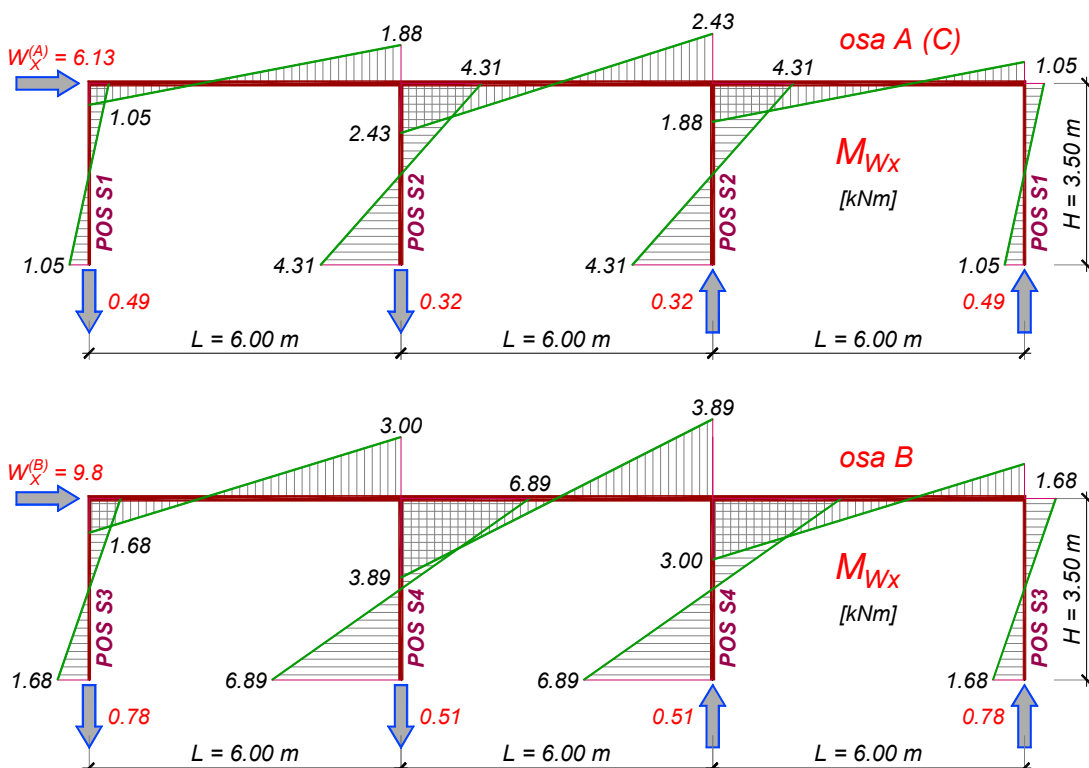 1.88
2.43
osa A (C)
W_X^(A) = 6.13
4.31
4.31
1.05
1.05
2.43
1.88
M_Wx
[kNm]
H = 3.50 m
POS S1
POS S2
POS S2
POS S1
1.05
4.31
4.31
1.05
0.49
0.32
0.32
0.49
L = 6.00 m
L = 6.00 m
L = 6.00 m
3.89
3.00
osa B
W_X^(B) = 9.8
6.89
1.68
1.68
3.89
3.00
M_Wx
[kNm]
H = 3.50 m
POS S3
POS S4
POS S4
POS S3
1.68
6.89
6.89
1.68
0.78
0.51
0.51
0.78
L = 6.00 m
L = 6.00 m
L = 6.00 m